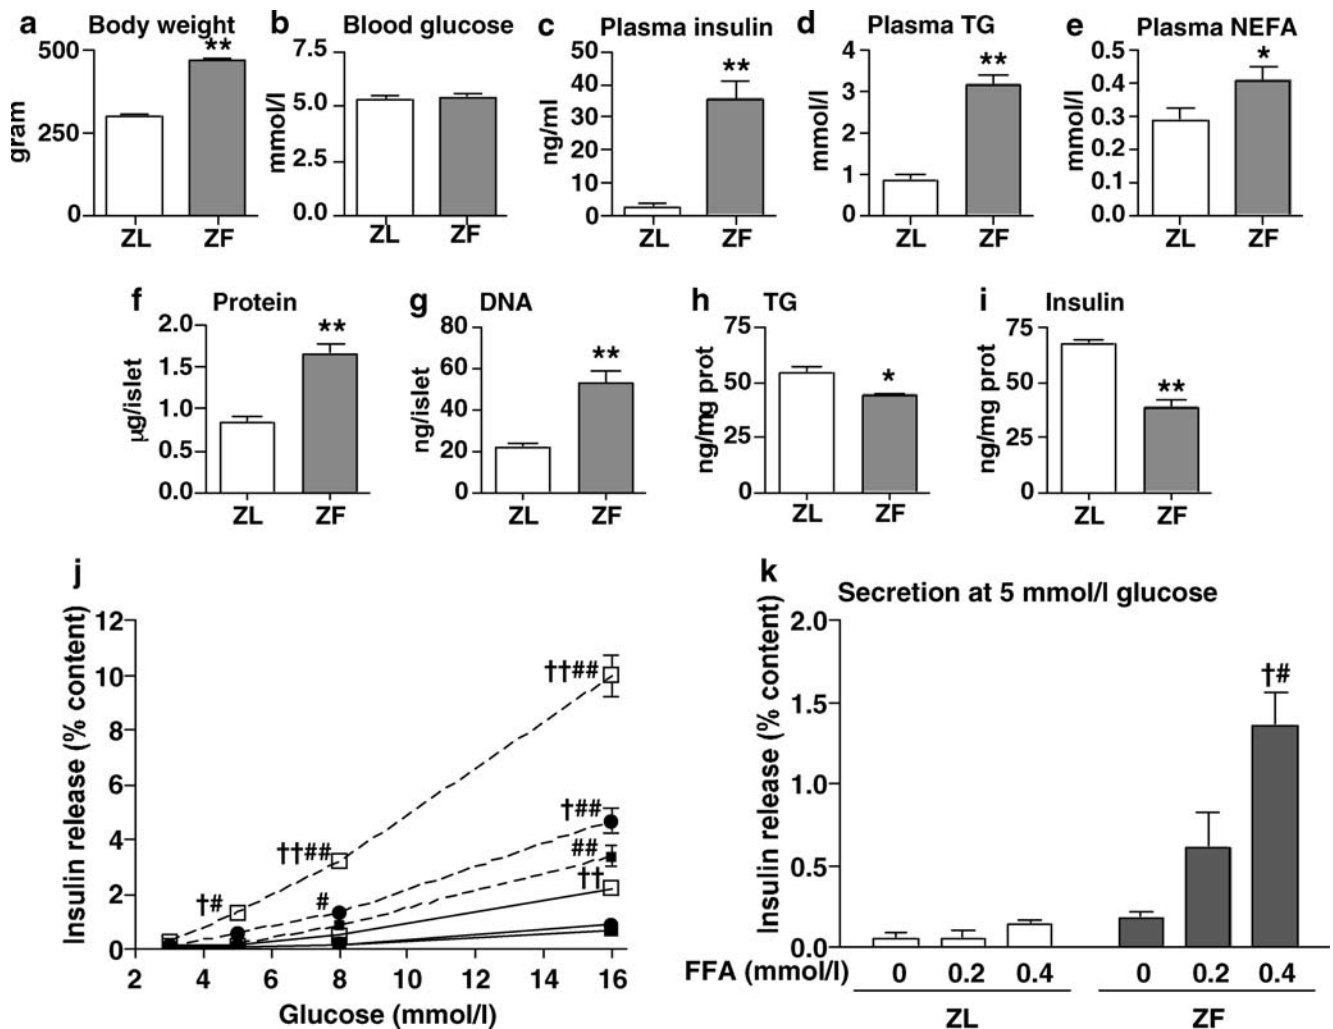 a Body weight
gram
500
250
0
**
ZL ZF
b Blood glucose
mmol/l
7.5
5.0
2.5
0.0
ZL ZF
c Plasma insulin
ng/ml
50
40
30
20
10
0
**
ZL ZF
d Plasma TG
mmol/l
4
3
2
1
0
**
ZL ZF
e Plasma NEFA
mmol/l
0.5
0.4
0.3
0.2
0.1
0.0
*
ZL ZF
f Protein
μg/islet
2.0
1.5
1.0
0.5
0.0
**
ZL ZF
g DNA
ng/islet
80
60
40
20
0
**
ZL ZF
h TG
ng/mg prot
75
50
25
0
*
ZL ZF
i Insulin
ng/mg prot
75
50
25
0
**
ZL ZF
j
Insulin release (% content)
12
10
8
6
4
2
0
††##
†##
##
††
††##
#
†#
2 4 6 8 10 12 14 16
Glucose (mmol/l)
k
Secretion at 5 mmol/l glucose
Insulin release (% content)
2.0
1.5
1.0
0.5
0.0
†#
FFA (mmol/l) 0 0.2 0.4 0 0.2 0.4
ZL ZF